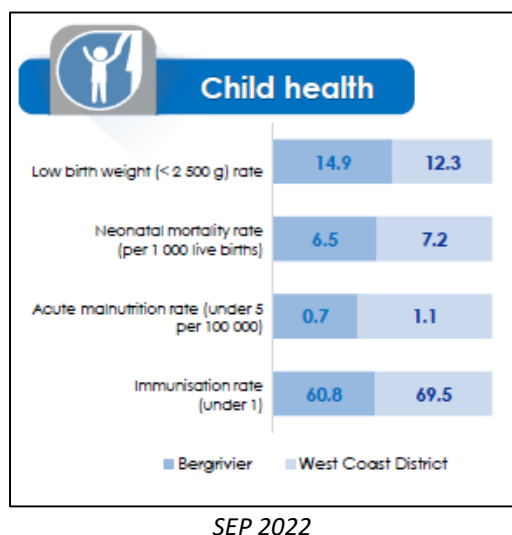 Child health
Low birth weight (< 2 500 g) rate
14.9 12.3
Neonatal mortality rate
(per 1 000 live births)
6.5 7.2
Acute malnutrition rate (under 5
per 100 000)
0.7 1.1
Immunisation rate
(under 1)
60.8 69.5
Bergrivier West Coast District
SEP 2022